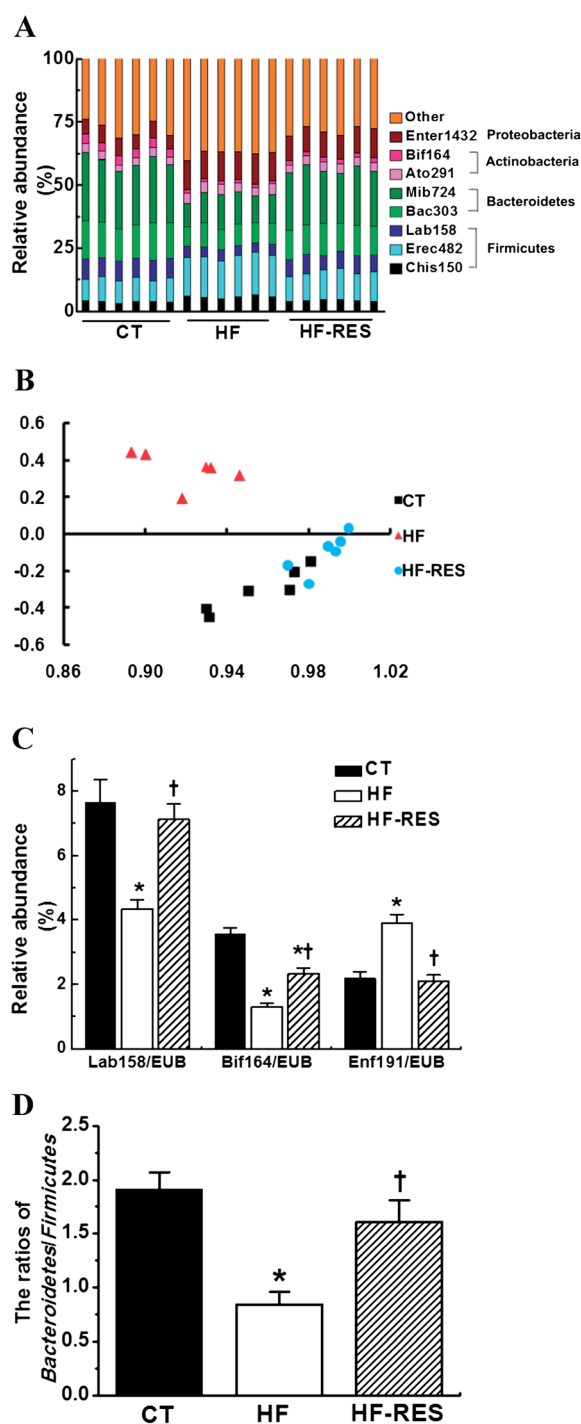 A
Relative abundance
(%)
100
75
50
25
0
Other
Enter1432 Proteobacteria
Bif164
Ato291
Actinobacteria
Mib724
Bac303
Bacteroidetes
Lab158
Erec482
Chis150
Firmicutes
CT HF HF-RES
B
0.6
0.4
0.2
0.0
-0.2
-0.4
-0.6
0.86 0.90 0.94 0.98 1.02
CT
HF
HF-RES
C
Relative abundance
(%)
8
6
4
2
0
CT
HF
HF-RES
*
†
*
*†
*
†
Lab158/EUB Bif164/EUB Enf191/EUB
D
The ratios of
Bacteroidetes/Firmicutes
2.5
2.0
1.5
1.0
0.5
0.0
*
†
CT HF HF-RES